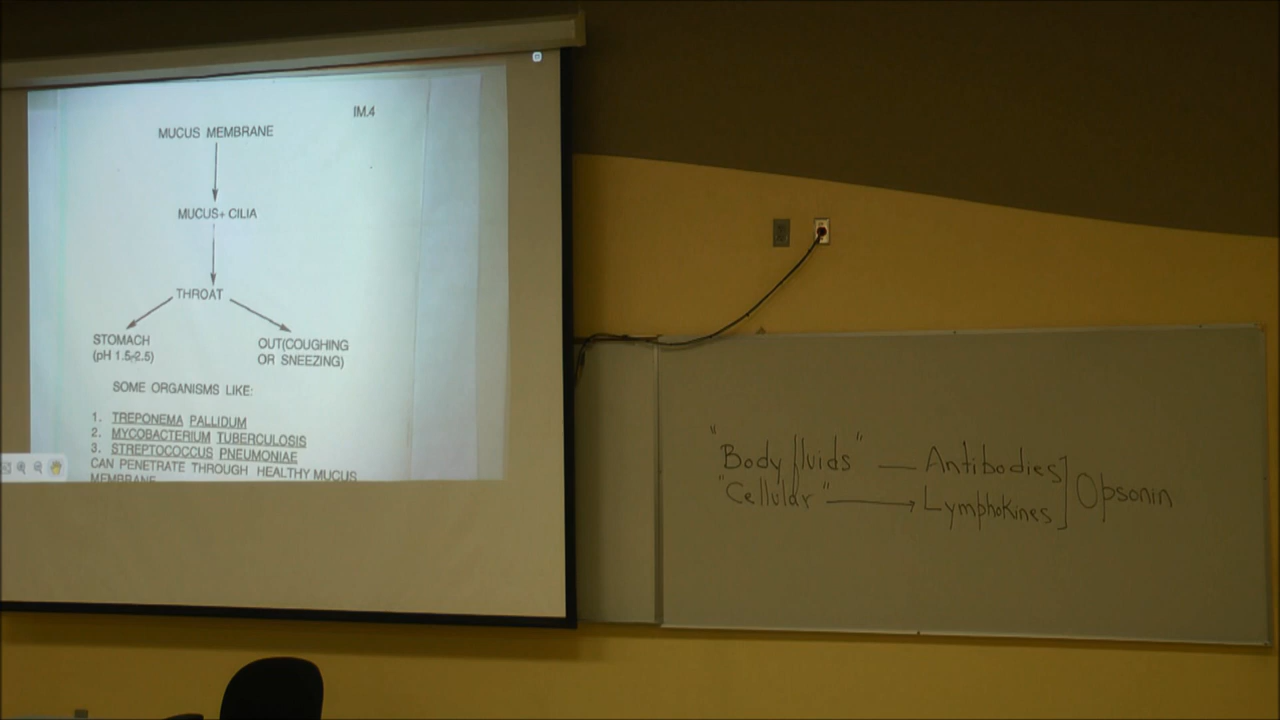 IM.4
MUCUS MEMBRANE
MUCUS+ CILIA
THROAT
STOMACH
(pH 1.5-2.5)
OUT(COUGHING
OR SNEEZING)
SOME ORGANISMS LIKE:
1. TREPONEMA PALLIDUM
2. MYCOBACTERIUM TUBERCULOSIS
3. STREPTOCOCCUS PNEUMONIAE
CAN PENETRATE THROUGH HEALTHY MUCUS
MEMBRANE
"Body fluids" — Antibodies
"Cellular" → Lymphokines
] Opsonin